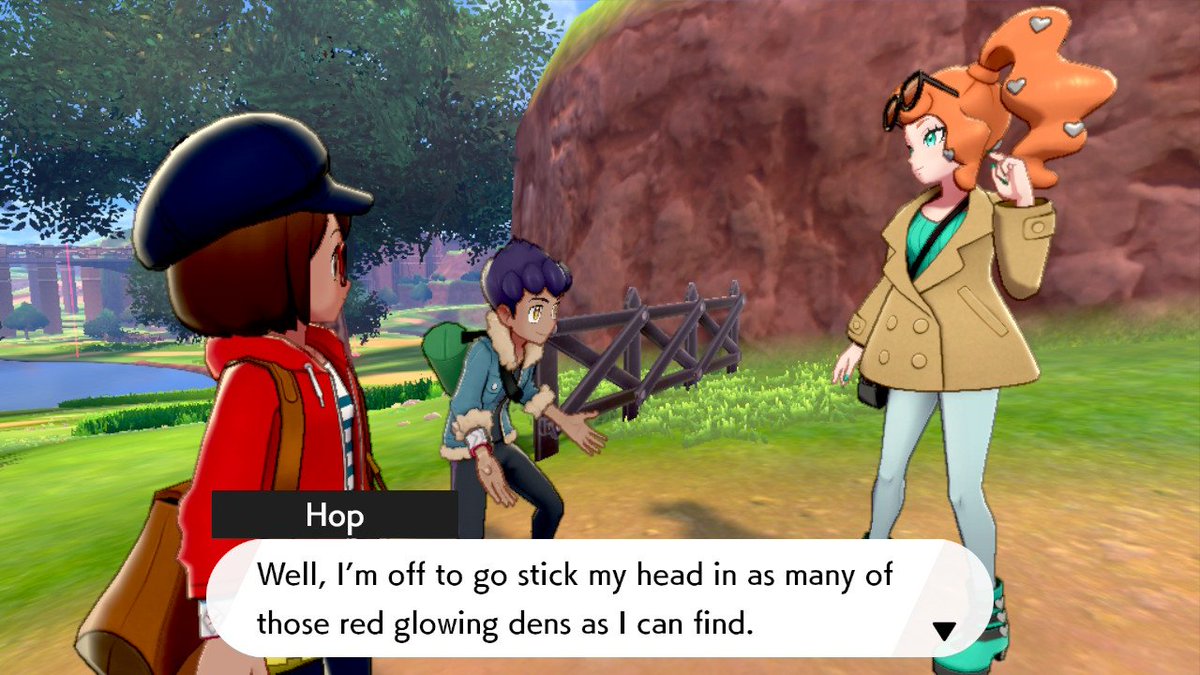 Hop
Well, I'm off to go stick my head in as many of
those red glowing dens as I can find.